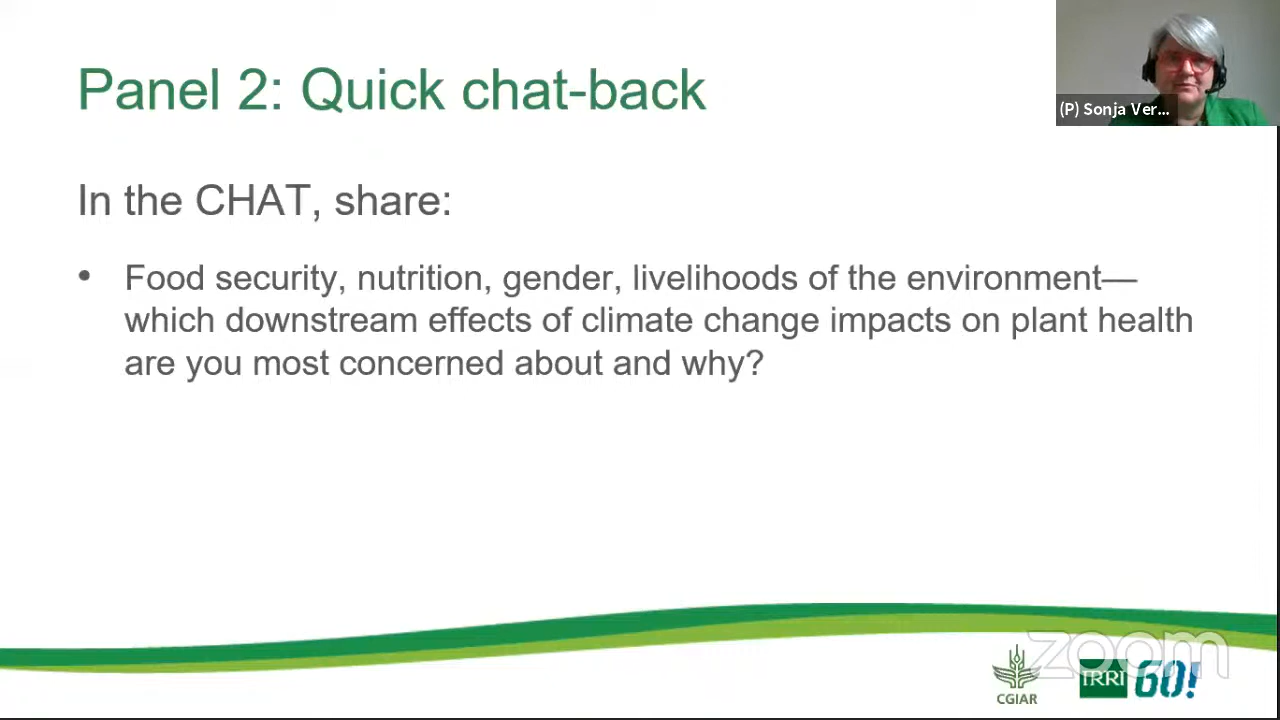 Panel 2: Quick chat-back
(P) Sonja Ver...
In the CHAT, share:
• Food security, nutrition, gender, livelihoods of the environment—
which downstream effects of climate change impacts on plant health
are you most concerned about and why?
zoom
CGIAR
IRRI 60!